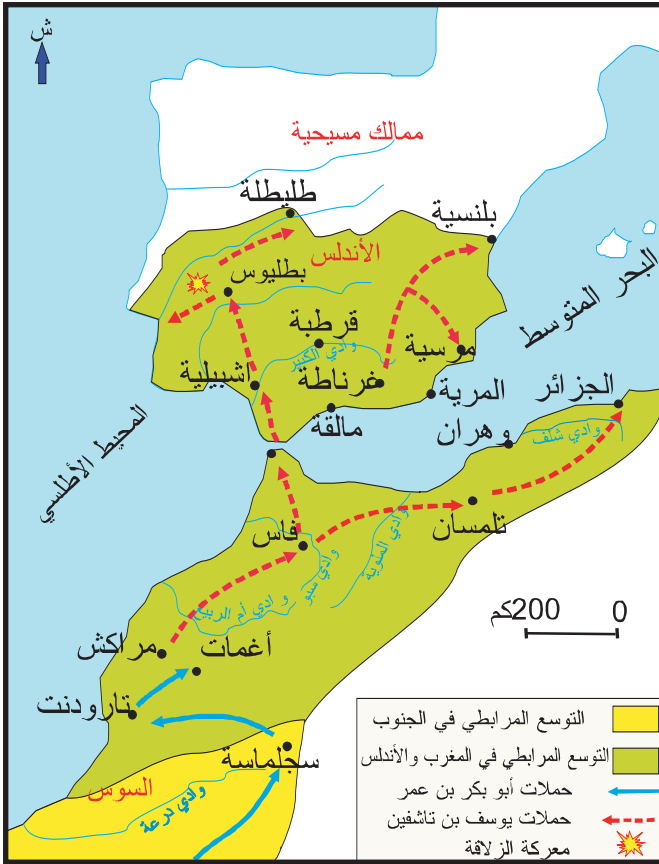 ش
ممالك مسيحية
طليطلة
بلنسية
الأندلس
بطليوس
البحر المتوسط
قرطبة
وادي الكبير
مرسية
اشبيلية
غرناطة
المرية
الجزائر
مالقة
وهران
وادي شلف
المحيط الأطلسي
تلمسان
فاس
وادي الملوية
وادي سبو
وادي أم الربيع
200كم
0
مراكش
أغمات
تارودنت
سجلماسة
السوس
وادي درعة
التوسع المرابطي في الجنوب
التوسع المرابطي في المغرب والأندلس
حملات أبو بكر بن عمر
حملات يوسف بن تاشفين
معركة الزلاقة